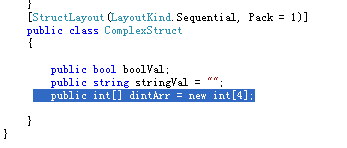 }
[StructLayout(LayoutKind.Sequential, Pack = 1)]
public class ComplexStruct
{
public bool boolVal;
public string stringVal = "";
public int[] dintArr = new int[4];
}
}